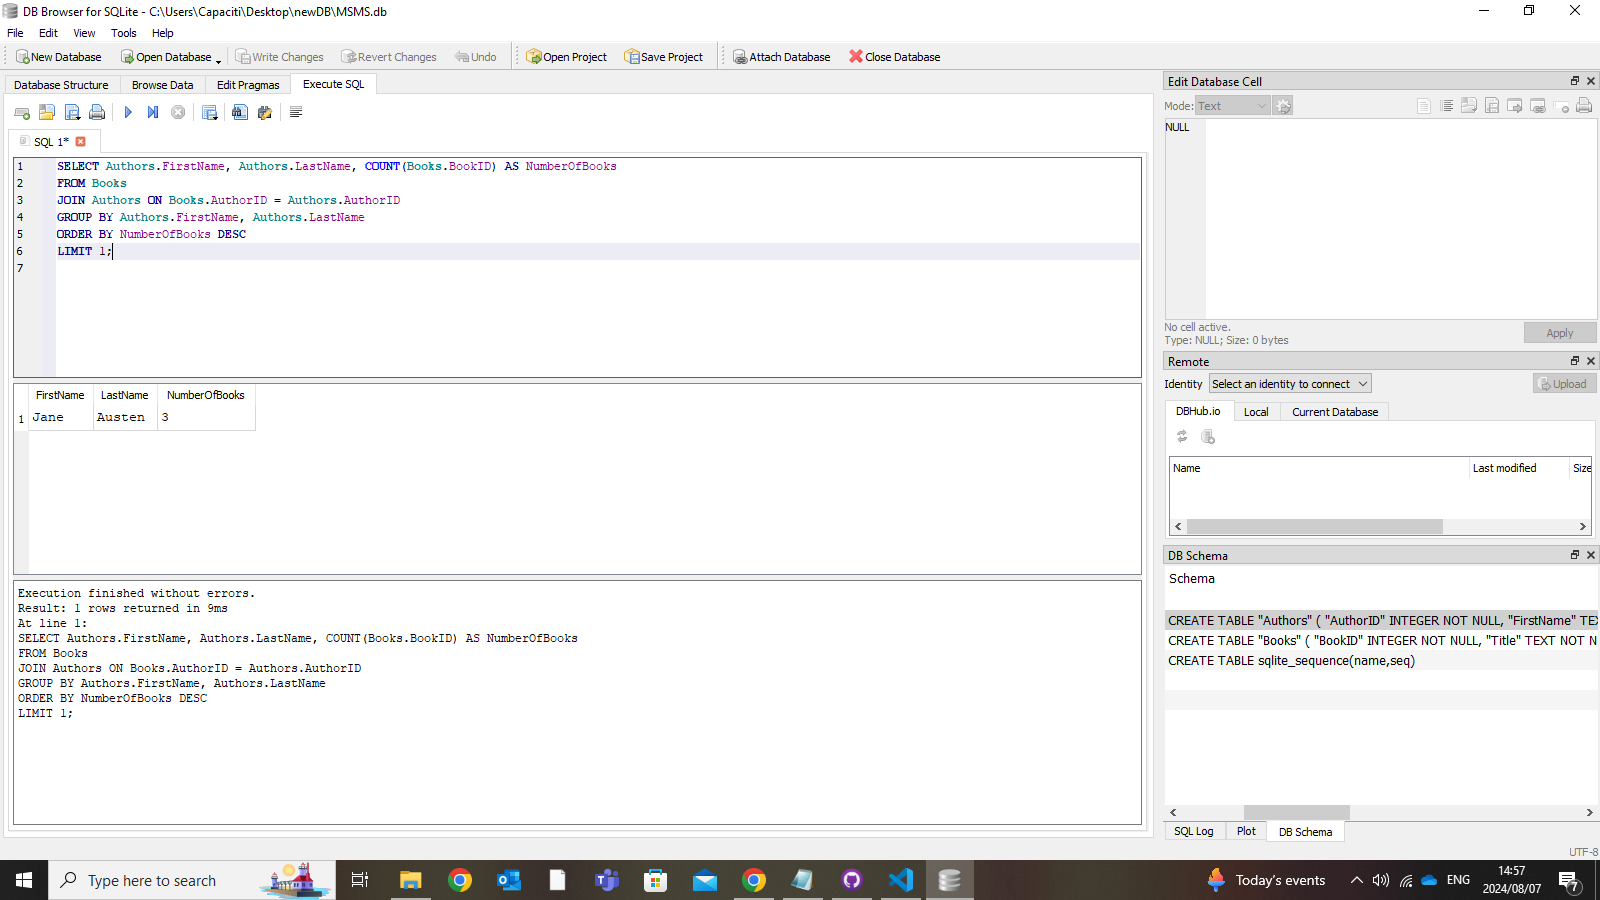 DB Browser for SQLite - C:\Users\Capaciti\Desktop\newDB\MSMS.db
File Edit View Tools Help
New Database Open Database Write Changes Revert Changes Undo Open Project Save Project Attach Database Close Database
Database Structure Browse Data Edit Pragmas Execute SQL
SQL 1*
1 SELECT Authors.FirstName, Authors.LastName, COUNT(Books.BookID) AS NumberOfBooks
2 FROM Books
3 JOIN Authors ON Books.AuthorID = Authors.AuthorID
4 GROUP BY Authors.FirstName, Authors.LastName
5 ORDER BY NumberOfBooks DESC
6 LIMIT 1;
7
FirstName LastName NumberOfBooks
1 Jane Austen 3
Execution finished without errors.
Result: 1 rows returned in 9ms
At line 1:
SELECT Authors.FirstName, Authors.LastName, COUNT(Books.BookID) AS NumberOfBooks
FROM Books
JOIN Authors ON Books.AuthorID = Authors.AuthorID
GROUP BY Authors.FirstName, Authors.LastName
ORDER BY NumberOfBooks DESC
LIMIT 1;
Edit Database Cell
Mode: Text
NULL
No cell active.
Type: NULL; Size: 0 bytes
Apply
Remote
Identity Select an identity to connect Upload
DBHub.io Local Current Database
Name Last modified Size
DB Schema
Schema
CREATE TABLE "Authors" ( "AuthorID" INTEGER NOT NULL, "FirstName" TEX
CREATE TABLE "Books" ( "BookID" INTEGER NOT NULL, "Title" TEXT NOT N
CREATE TABLE sqlite_sequence(name,seq)
SQL Log Plot DB Schema
UTF-8
Type here to search
Today's events
ENG
14:57
2024/08/07
7